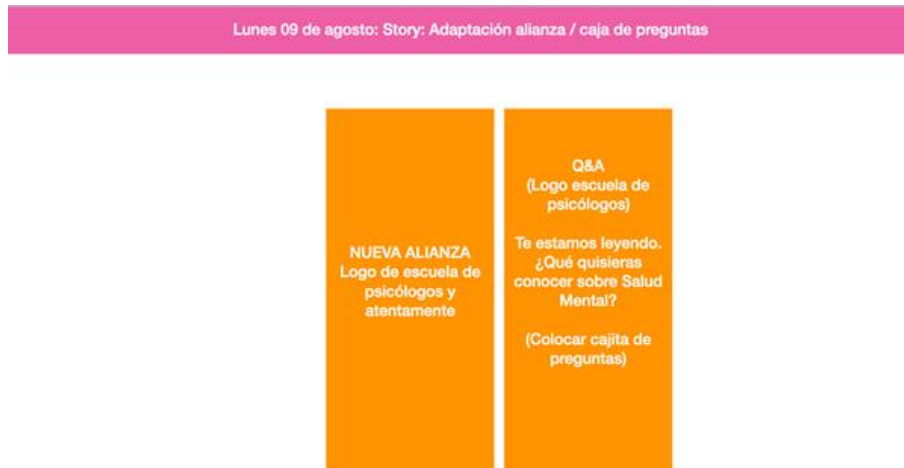 Lunes 09 de agosto: Story: Adaptación alianza / caja de preguntas
NUEVA ALIANZA
Logo de escuela de
psicólogos y
atentamente
Q&A
(Logo escuela de
psicólogos)
Te estamos leyendo.
¿Qué quisieras
conocer sobre Salud
Mental?
(Colocar cajita de
preguntas)